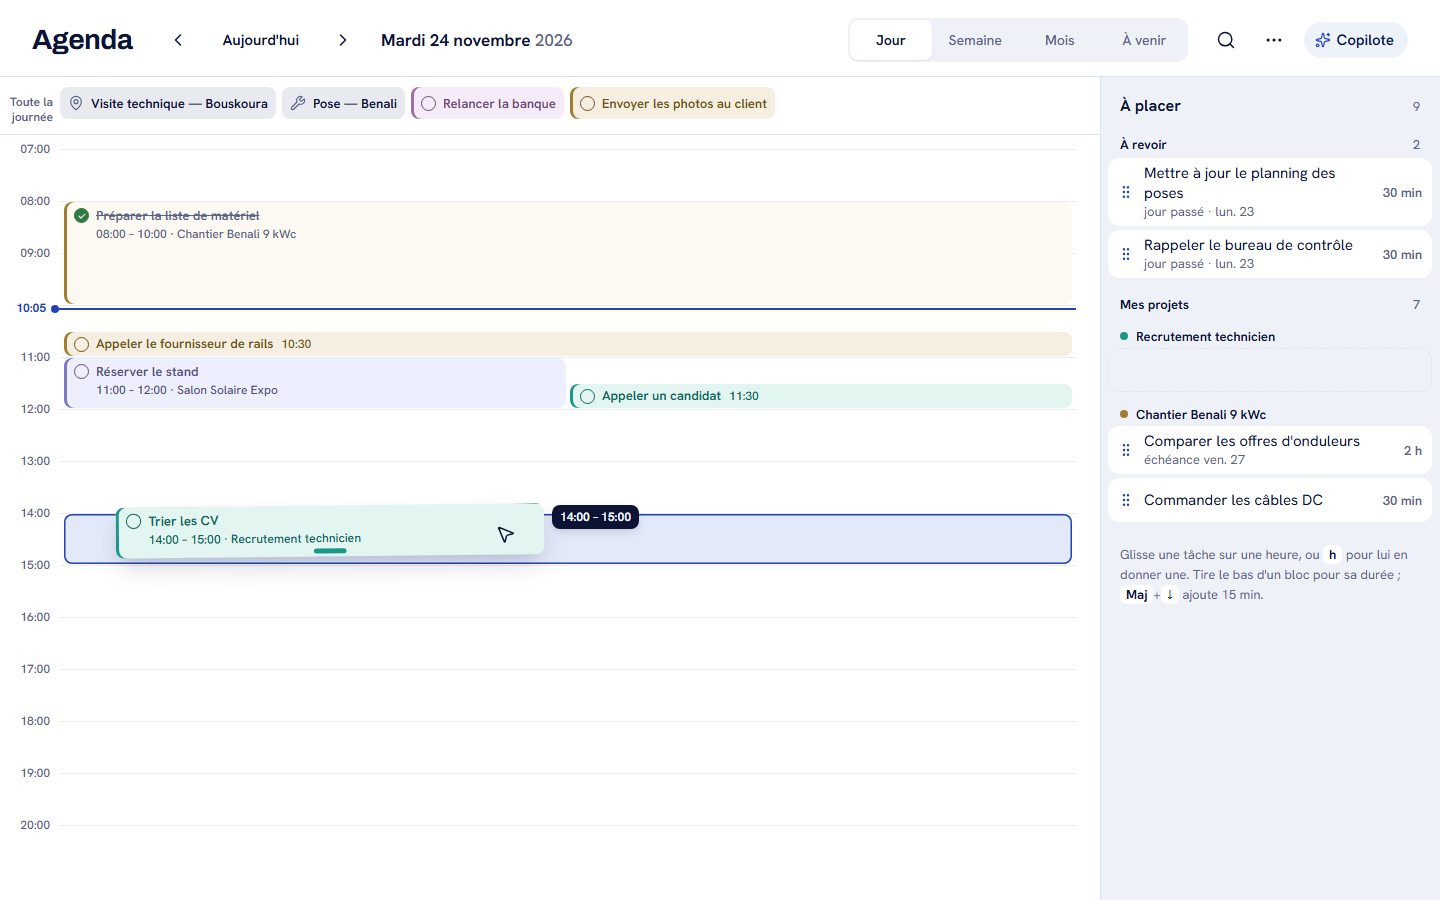 Agenda
Aujourd'hui
Mardi 24 novembre 2026
Jour
Semaine
Mois
À venir
Copilote
Toute la
journée
Visite technique — Bouskoura
Pose — Benali
Relancer la banque
Envoyer les photos au client
07:00
08:00
Préparer la liste de matériel
08:00 – 10:00 · Chantier Benali 9 kWc
09:00
10:05
Appeler le fournisseur de rails 10:30
11:00
Réserver le stand
11:00 – 12:00 · Salon Solaire Expo
Appeler un candidat 11:30
12:00
13:00
14:00
Trier les CV
14:00 – 15:00 · Recrutement technicien
14:00 – 15:00
15:00
16:00
17:00
18:00
19:00
20:00
À placer 9
À revoir 2
Mettre à jour le planning des
poses
jour passé · lun. 23
30 min
Rappeler le bureau de contrôle
jour passé · lun. 23
30 min
Mes projets 7
Recrutement technicien
Chantier Benali 9 kWc
Comparer les offres d'onduleurs
échéance ven. 27
2 h
Commander les câbles DC
30 min
Glisse une tâche sur une heure, ou h pour lui en
donner une. Tire le bas d'un bloc pour sa durée ;
Maj + ↓ ajoute 15 min.